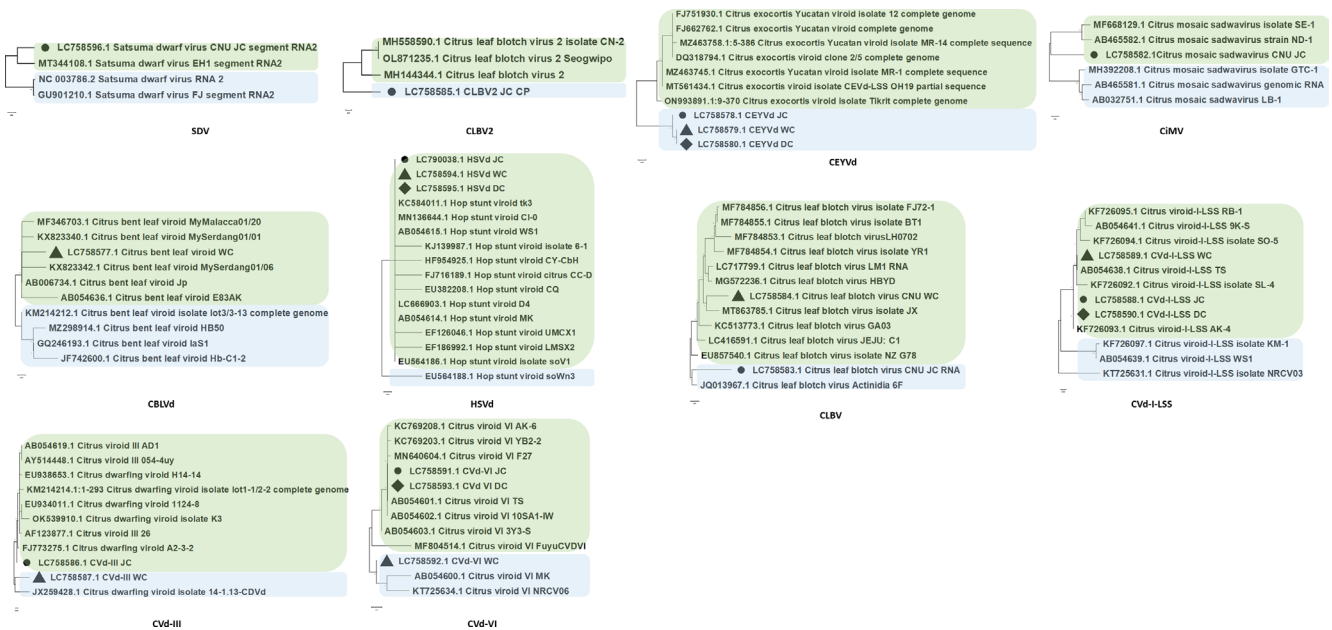 LC758596.1 Satsuma dwarf virus CNU JC segment RNA2
MT344108.1 Satsuma dwarf virus EH1 segment RNA2
NC 003786.2 Satsuma dwarf virus RNA 2
GU901210.1 Satsuma dwarf virus FJ segment RNA2
SDV
MH558590.1 Citrus leaf blotch virus 2 isolate CN-2
OL871235.1 Citrus leaf blotch virus 2 Seogwipo
MH144344.1 Citrus leaf blotch virus 2
LC758585.1 CLBV2 JC CP
CLBV2
FJ751930.1 Citrus exocortis Yucatan viroid isolate 12 complete genome
FJ662762.1 Citrus exocortis Yucatan viroid complete genome
MZ463758.1:5-386 Citrus exocortis Yucatan viroid isolate MR-14 complete sequence
DQ318794.1 Citrus exocortis viroid clone 2/5 complete genome
MZ463745.1 Citrus exocortis Yucatan viroid isolate MR-1 complete sequence
MT561434.1 Citrus exocortis viroid isolate CEVd-LSS OH19 partial sequence
ON993891.1:9-370 Citrus exocortis viroid isolate Tikrit complete genome
LC758578.1 CEYVd JC
LC758579.1 CEYVd WC
LC758580.1 CEYVd DC
CEYVd
MF668129.1 Citrus mosaic sadwavirus isolate SE-1
AB465582.1 Citrus mosaic sadwavirus strain ND-1
LC758582.1Citrus mosaic sadwavirus CNU JC
MH392208.1 Citrus mosaic sadwavirus isolate GTC-1
AB465581.1 Citrus mosaic sadwavirus genomic RNA
AB032751.1 Citrus mosaic sadwavirus LB-1
CiMV
MF346703.1 Citrus bent leaf viroid MyMalacca01/20
KX823340.1 Citrus bent leaf viroid MySerdang01/01
LC758577.1 Citrus bent leaf viroid WC
KX823342.1 Citrus bent leaf viroid MySerdang01/06
AB006734.1 Citrus bent leaf viroid Jp
AB054636.1 Citrus bent leaf viroid E83AK
KM214212.1 Citrus bent leaf viroid isolate lot3/3-13 complete genome
MZ298914.1 Citrus bent leaf viroid HB50
GQ246193.1 Citrus bent leaf viroid IaS1
JF742600.1 Citrus bent leaf viroid Hb-C1-2
CBLVd
LC790038.1 HSVd JC
LC758594.1 HSVd WC
LC758595.1 HSVd DC
KC584011.1 Hop stunt viroid tk3
MN136644.1 Hop stunt viroid CI-0
AB054615.1 Hop stunt viroid WS1
KJ139987.1 Hop stunt viroid isolate 6-1
HF954925.1 Hop stunt viroid CY-CbH
FJ716189.1 Hop stunt viroid citrus CC-D
EU382208.1 Hop stunt viroid CQ
LC666903.1 Hop stunt viroid D4
AB054614.1 Hop stunt viroid MK
EF126046.1 Hop stunt viroid UMCX1
EF186992.1 Hop stunt viroid LMSX2
EU564186.1 Hop stunt viroid isolate soV1
EU564188.1 Hop stunt viroid soWn3
HSVd
MF784856.1 Citrus leaf blotch virus isolate FJ72-1
MF784855.1 Citrus leaf blotch virus isolate BT1
MF784853.1 Citrus leaf blotch virusLH0702
MF784854.1 Citrus leaf blotch virus isolate YR1
LC717799.1 Citrus leaf blotch virus LM1 RNA
MG572236.1 Citrus leaf blotch virus HBYD
LC758584.1 Citrus leaf blotch virus CNU WC
MT863785.1 Citrus leaf blotch virus isolate JX
KC513773.1 Citrus leaf blotch virus GA03
LC416591.1 Citrus leaf blotch virus JEJU: C1
EU857540.1 Citrus leaf blotch virus isolate NZ G78
LC758583.1 Citrus leaf blotch virus CNU JC RNA
JQ013967.1 Citrus leaf blotch virus Actinidia 6F
CLBV
KF726095.1 Citrus viroid-I-LSS RB-1
AB054641.1 Citrus viroid-I-LSS 9K-S
KF726094.1 Citrus viroid-I-LSS isolate SO-5
LC758589.1 CVd-I-LSS WC
AB054638.1 Citrus viroid-I-LSS TS
KF726092.1 Citrus viroid-I-LSS isolate SL-4
LC758588.1 CVd-I-LSS JC
LC758590.1 CVd-I-LSS DC
KF726093.1 Citrus viroid-I-LSS AK-4
KF726097.1 Citrus viroid-I-LSS isolate KM-1
AB054639.1 Citrus viroid-I-LSS WS1
KT725631.1 Citrus viroid-I-LSS isolate NRCV03
CVd-I-LSS
AB054619.1 Citrus viroid III AD1
AY514448.1 Citrus viroid III 054-4uy
EU938653.1 Citrus dwarfing viroid H14-14
KM214214.1:1-293 Citrus dwarfing viroid isolate lot1-1/2-2 complete genome
EU934011.1 Citrus dwarfing viroid 1124-8
OK539910.1 Citrus dwarfing viroid isolate K3
AF123877.1 Citrus viroid III 26
FJ773275.1 Citrus dwarfing viroid A2-3-2
LC758586.1 CVd-III JC
LC758587.1 CVd-III WC
JX259428.1 Citrus dwarfing viroid isolate 14-1.13-CDVd
CVd-III
KC769208.1 Citrus viroid VI AK-6
KC769203.1 Citrus viroid VI YB2-2
MN640604.1 Citrus viroid VI F27
LC758591.1 CVd-VI JC
LC758593.1 CVd VI DC
AB054601.1 Citrus viroid VI TS
AB054602.1 Citrus viroid VI 10SA1-IW
AB054603.1 Citrus viroid VI 3Y3-S
MF804514.1 Citrus viroid VI FuyuCVDVI
LC758592.1 CVd-VI WC
AB054600.1 Citrus viroid VI MK
KT725634.1 Citrus viroid VI NRCV06
CVd-VI